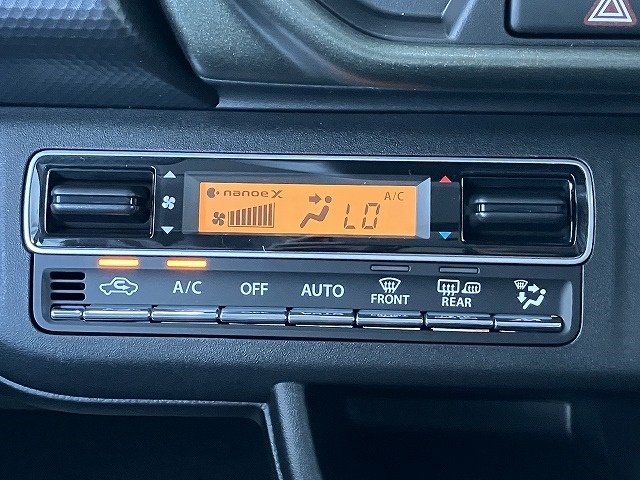 nanoe X
A/C
LO
A/C
OFF
AUTO
FRONT
REAR